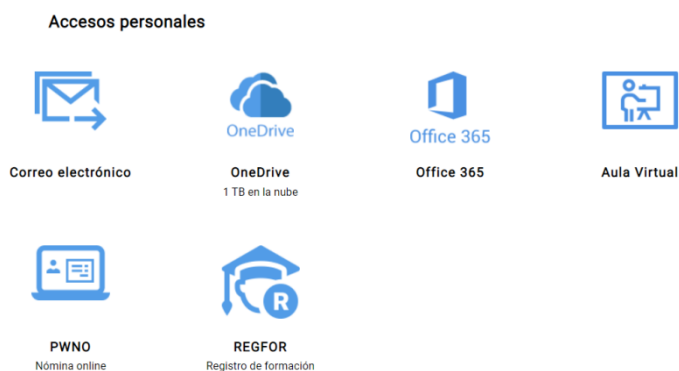 Accesos personales
OneDrive
Office 365
Correo electrónico
OneDrive
Office 365
Aula Virtual
1 TB en la nube
R
PWNO
REGFOR
Nómina online
Registro de formación